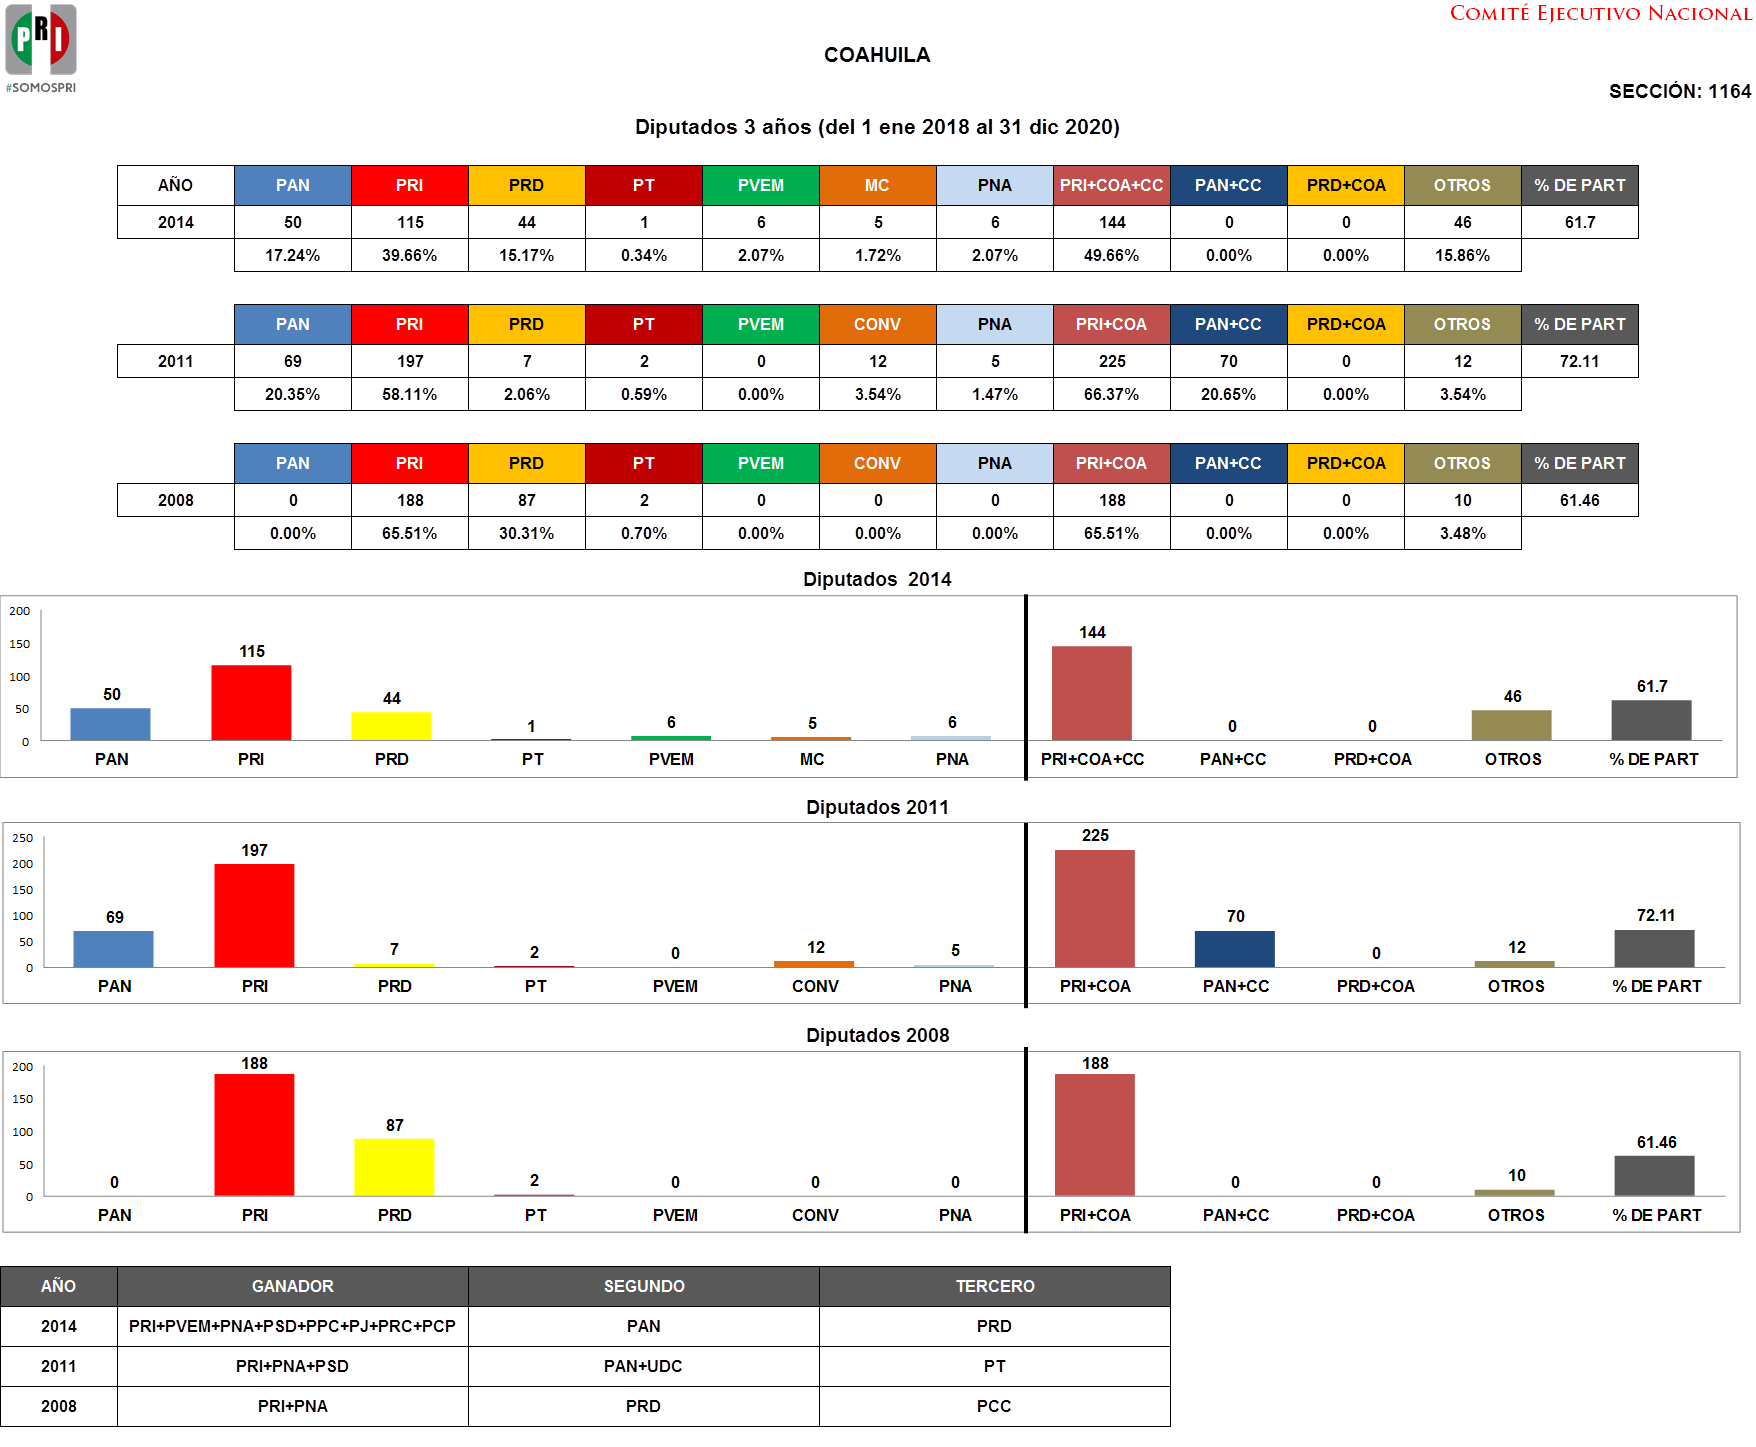 PRI
#SOMOSPRI
COMITÉ EJECUTIVO NACIONAL
COAHUILA
SECCIÓN: 1164
Diputados 3 años (del 1 ene 2018 al 31 dic 2020)
AÑO PAN PRI PRD PT PVEM MC PNA PRI+COA+CC PAN+CC PRD+COA OTROS % DE PART
2014 50 115 44 1 6 5 6 144 0 0 46 61.7
17.24% 39.66% 15.17% 0.34% 2.07% 1.72% 2.07% 49.66% 0.00% 0.00% 15.86%
PAN PRI PRD PT PVEM CONV PNA PRI+COA PAN+CC PRD+COA OTROS % DE PART
2011 69 197 7 2 0 12 5 225 70 0 12 72.11
20.35% 58.11% 2.06% 0.59% 0.00% 3.54% 1.47% 66.37% 20.65% 0.00% 3.54%
PAN PRI PRD PT PVEM CONV PNA PRI+COA PAN+CC PRD+COA OTROS % DE PART
2008 0 188 87 2 0 0 0 188 0 0 10 61.46
0.00% 65.51% 30.31% 0.70% 0.00% 0.00% 0.00% 65.51% 0.00% 0.00% 3.48%
Diputados 2014
200
150
100
50
0
50 115 44 1 6 5 6 144 0 0 46 61.7
PAN PRI PRD PT PVEM MC PNA PRI+COA+CC PAN+CC PRD+COA OTROS % DE PART
Diputados 2011
250
200
150
100
50
0
69 197 7 2 0 12 5 225 70 0 12 72.11
PAN PRI PRD PT PVEM CONV PNA PRI+COA PAN+CC PRD+COA OTROS % DE PART
Diputados 2008
200
150
100
50
0
0 188 87 2 0 0 0 188 0 0 10 61.46
PAN PRI PRD PT PVEM CONV PNA PRI+COA PAN+CC PRD+COA OTROS % DE PART
AÑO GANADOR SEGUNDO TERCERO
2014 PRI+PVEM+PNA+PSD+PPC+PJ+PRC+PCP PAN PRD
2011 PRI+PNA+PSD PAN+UDC PT
2008 PRI+PNA PRD PCC